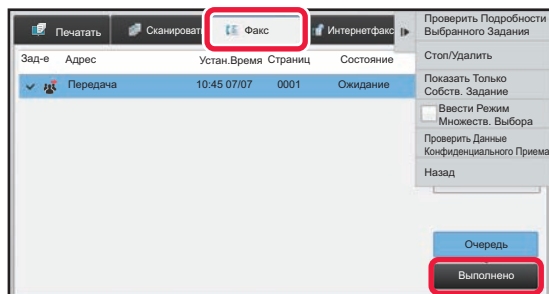 Печатать
Сканироват
Факс
Интернетфакс
Зад-е Адрес Устан.Время Страниц Состояние
Передача 10:45 07/07 0001 Ожидание
Проверить Подробности
Выбранного Задания
Стоп/Удалить
Показать Только
Собств. Задание
Ввести Режим
Множеств. Выбора
Проверить Данные
Конфиденциального Приема
Назад
Очередь
Выполнено